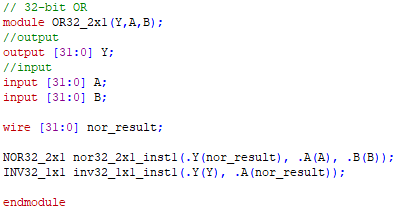 // 32-bit OR
module OR32_2x1(Y,A,B);
//output
output [31:0] Y;
//input
input [31:0] A;
input [31:0] B;
wire [31:0] nor_result;
NOR32_2x1 nor32_2x1_inst1(.Y(nor_result), .A(A), .B(B));
INV32_1x1 inv32_1x1_inst1(.Y(Y), .A(nor_result));
endmodule